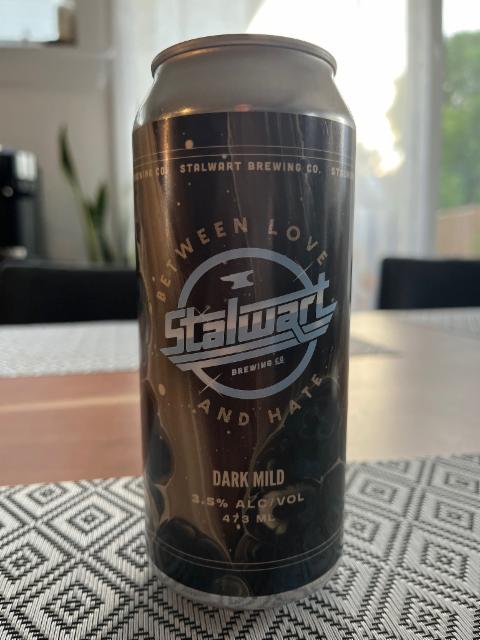 STALWART BREWING CO.
BETWEEN LOVE
Stalwart
BREWING CO
AND HATE
DARK MILD
3.5% ALC/VOL
473 ML